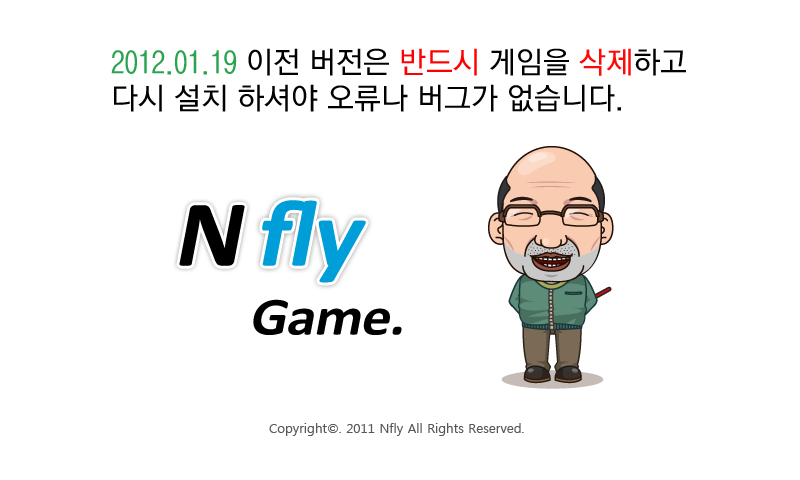 2012.01.19 이전 버전은 반드시 게임을 삭제하고
다시 설치 하셔야 오류나 버그가 없습니다.
N fly
Game.
Copyright©. 2011 Nfly All Rights Reserved.